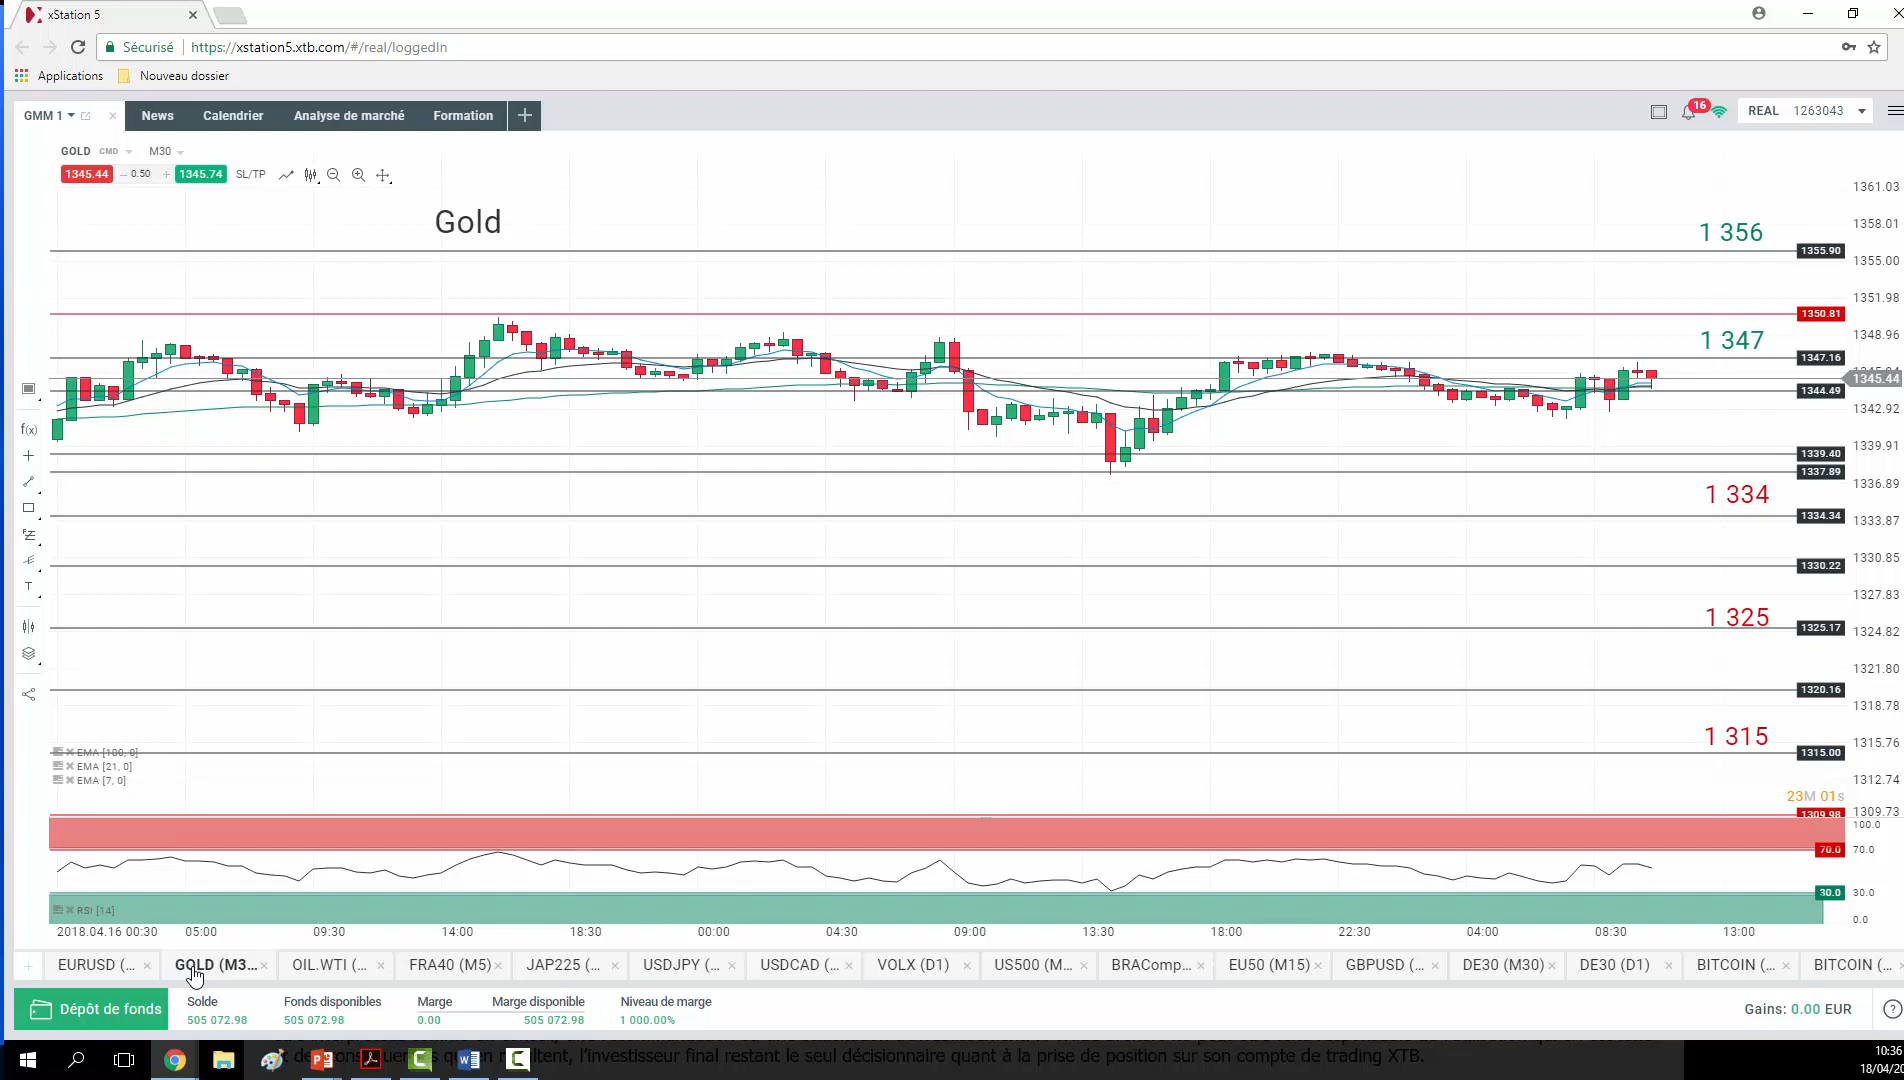 xStation 5
Sécurisé https://xstation5.xtb.com/#/real/loggedIn
Applications Nouveau dossier
GMM 1 News Calendrier Analyse de marché Formation 16 REAL 1263043
GOLD CMD M30
1345.44 0.50 1345.74 SL/TP
Gold
1361.03
1358.01
1 356
1355.90
1355.00
1351.98
1350.81
1348.96
1 347
1347.16
1345.44
1344.49
1342.92
1339.91
1339.40
1337.89
1336.89
1 334
1334.34
1333.87
1330.85
1330.22
1327.83
1 325
1325.17
1324.82
1321.80
1320.16
1318.78
1 315
1315.76
1315.00
EMA [100, 0]
EMA [21, 0]
EMA [7, 0]
1312.74
23M 01s
1309.98
1309.73
100.0
70.0 70.0
30.0 30.0
RSI [14]
0.0
2018.04.16 00:30 05:00 09:30 14:00 18:30 00:00 04:30 09:00 13:30 18:00 22:30 04:00 08:30 13:00
EURUSD (... GOLD (M3... OIL.WTI (... FRA40 (M5) JAP225 (... USDJPY (... USDCAD (... VOLX (D1) US500 (M... BRAComp... EU50 (M15) GBPUSD (... DE30 (M30) DE30 (D1) BITCOIN (... BITCOIN (...
Dépôt de fonds
Solde Fonds disponibles Marge Marge disponible Niveau de marge
505 072.98 505 072.98 0.00 505 072.98 1 000.00%
Gains: 0.00 EUR
l'investisseur final restant le seul décisionnaire quant à la prise de position sur son compte de trading XTB.
10:36
18/04/20